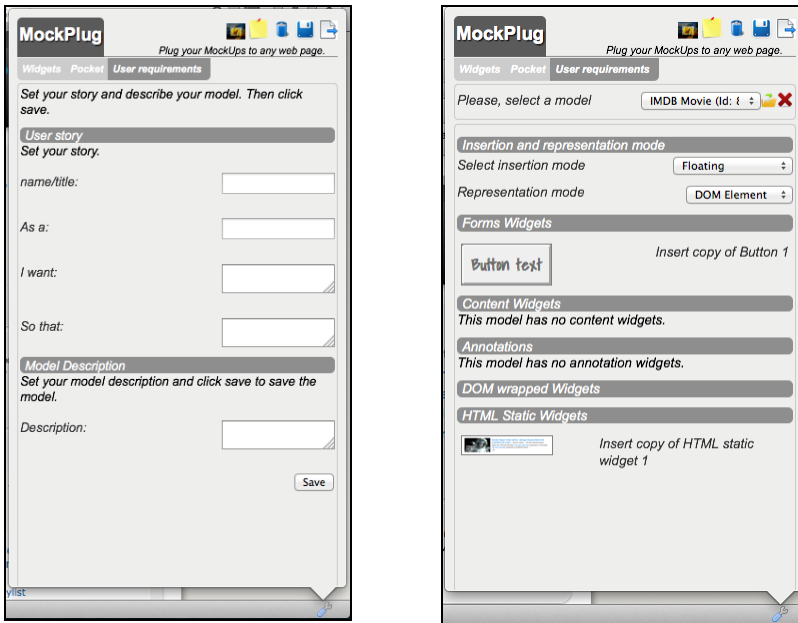 MockPlug
Plug your MockUps to any web page.
Widgets Pocket User requirements
Set your story and describe your model. Then click
save.
User story
Set your story.
name/title:
As a:
I want:
So that:
Model Description
Set your model description and click save to save the
model.
Description:
Save
ylist
MockPlug
Plug your MockUps to any web page.
Widgets Pocket User requirements
Please, select a model
IMDB Movie (Id: 
Insertion and representation mode
Select insertion mode Floating
Representation mode DOM Element
Forms Widgets
Button text
Insert copy of Button 1
Content Widgets
This model has no content widgets.
Annotations
This model has no annotation widgets.
DOM wrapped Widgets
HTML Static Widgets
Insert copy of HTML static
widget 1